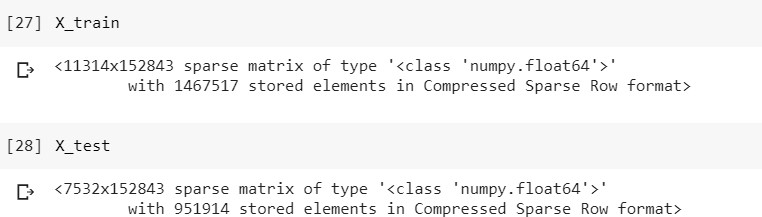 [27] X_train
<11314x152843 sparse matrix of type '<class 'numpy.float64'>'
with 1467517 stored elements in Compressed Sparse Row format>
[28] X_test
<7532x152843 sparse matrix of type '<class 'numpy.float64'>'
with 951914 stored elements in Compressed Sparse Row format>